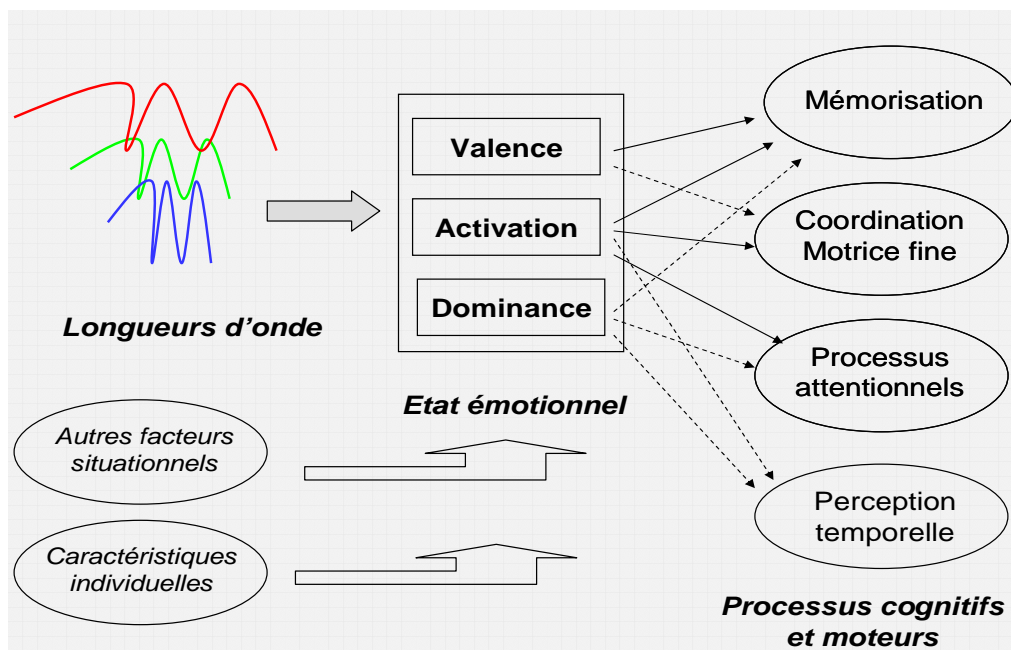 Longueurs d'onde
Valence
Activation
Dominance
Etat émotionnel
Autres facteurs
situationnels
Caractéristiques
individuelles
Mémorisation
Coordination
Motrice fine
Processus
attentionnels
Perception
temporelle
Processus cognitifs
et moteurs